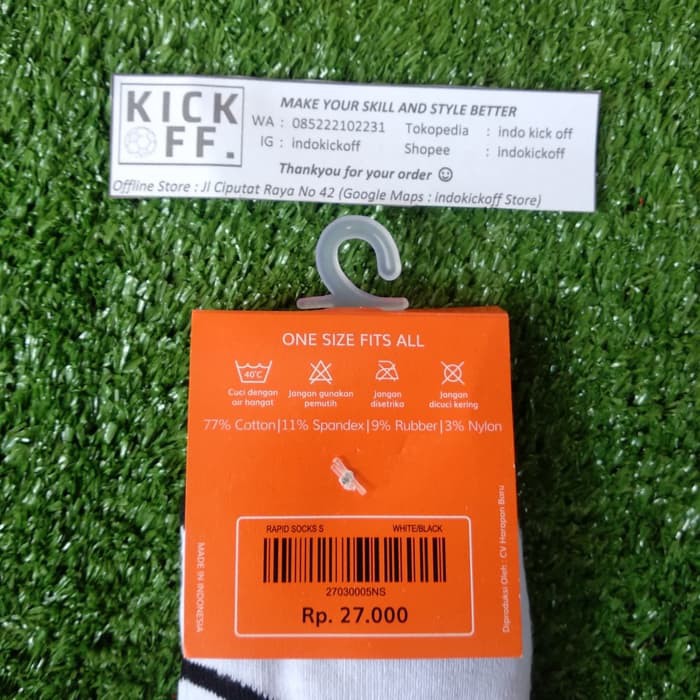 KICK
OFF.
MAKE YOUR SKILL AND STYLE BETTER
WA : 085222102231 Tokopedia : indo kick off
IG : indokickoff Shopee : indokickoff
Thankyou for your order
Offline Store : Jl Ciputat Raya No 42 (Google Maps : indokickoff Store)
ONE SIZE FITS ALL
40°C
Cuci dengan air hangat
Jangan gunakan pemutih
Jangan disetrika
Jangan dicuci kering
77% Cotton|11% Spandex|9% Rubber|3% Nylon
RAPID SOCKS S WHITE/BLACK
27030005NS
Rp. 27.000
MADE IN INDONESIA
Diproduksi Oleh : CV Harapan Baru